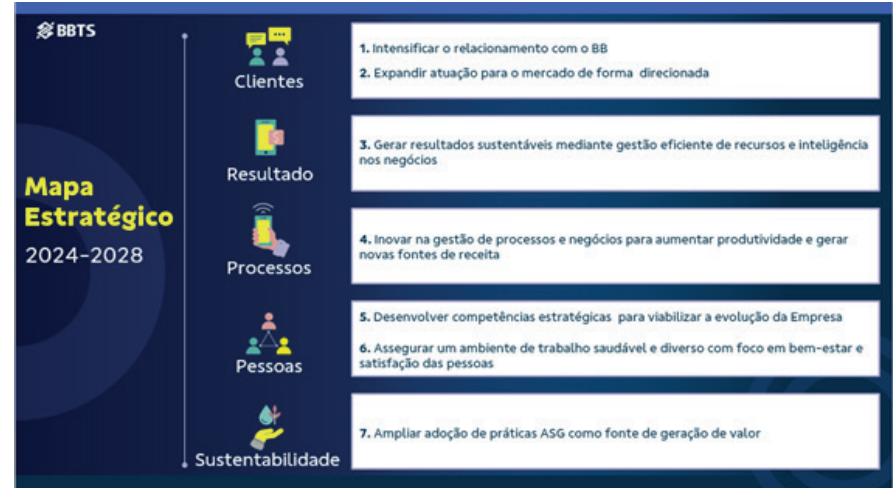 BBTS
Mapa
Estratégico
2024-2028
Clientes
1. Intensificar o relacionamento com o BB
2. Expandir atuação para o mercado de forma direcionada
Resultado
3. Gerar resultados sustentáveis mediante gestão eficiente de recursos e inteligência
nos negócios
Processos
4. Inovar na gestão de processos e negócios para aumentar produtividade e gerar
novas fontes de receita
Pessoas
5. Desenvolver competências estratégicas para viabilizar a evolução da Empresa
6. Assegurar um ambiente de trabalho saudável e diverso com foco em bem-estar e
satisfação das pessoas
Sustentabilidade
7. Ampliar adoção de práticas ASG como fonte de geração de valor